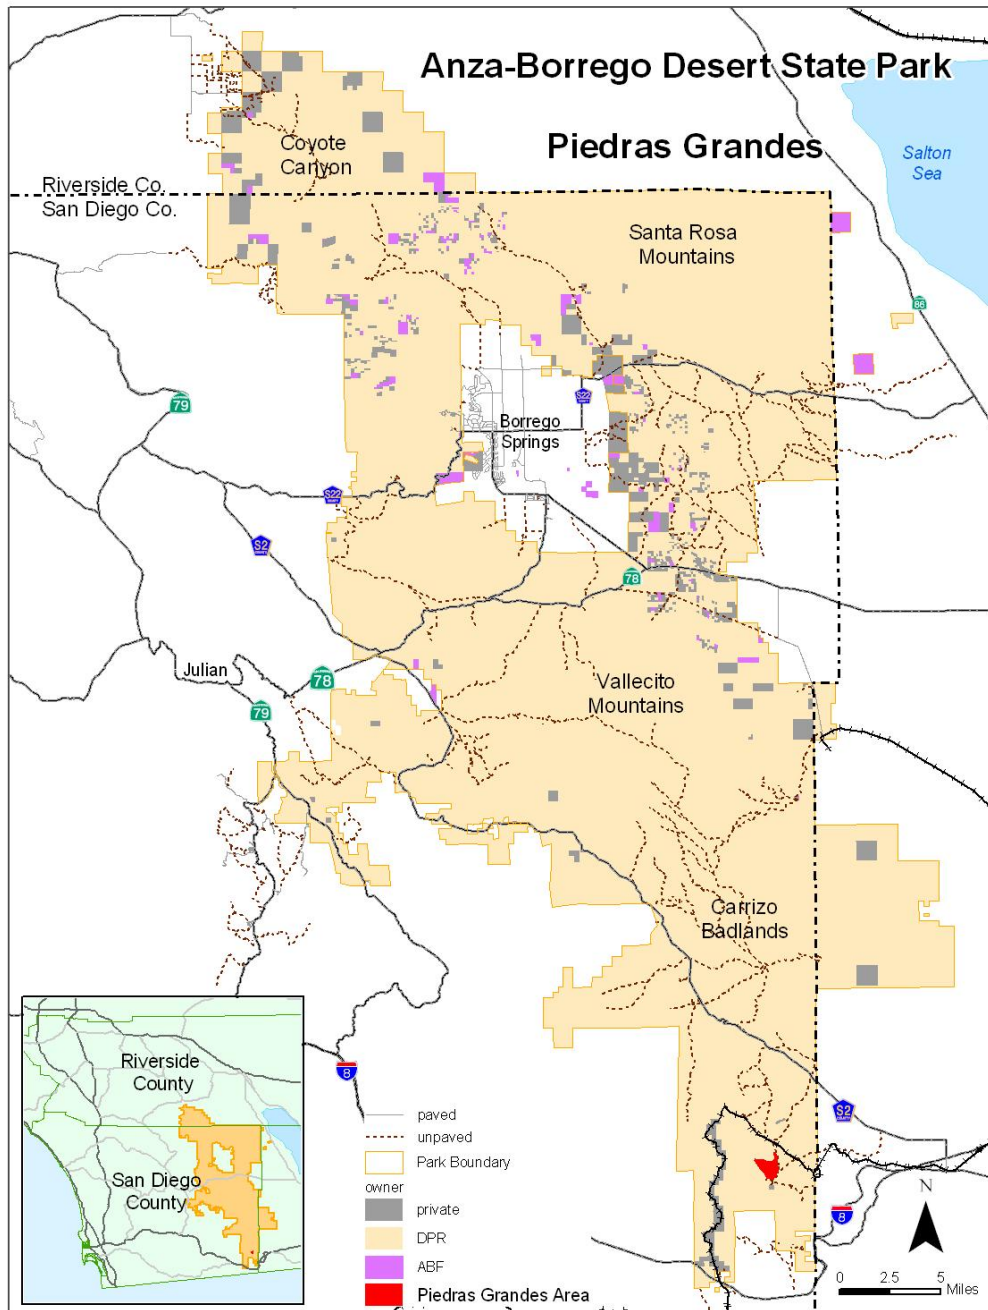 Anza-Borrego Desert State Park
Piedras Grandes
Coyote
Canyon
Salton
Sea
Riverside Co.
San Diego Co.
Santa Rosa
Mountains
86
79
S22
Borrego
Springs
S22
S2
78
Julian
78
79
Vallecito
Mountains
Carrizo
Badlands
Riverside
County
San Diego
County
8
S2
8
paved
unpaved
Park Boundary
owner
private
DPR
ABF
Piedras Grandes Area
N
0 2.5 5
Miles